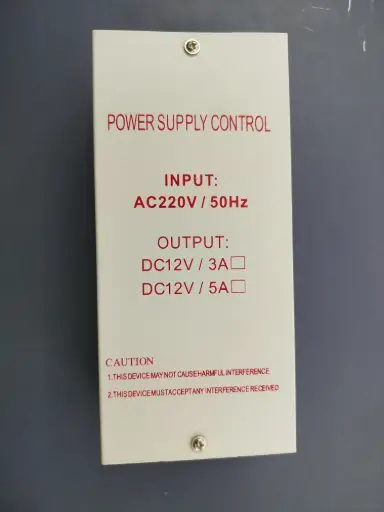 POWER SUPPLY CONTROL
INPUT:
AC220V / 50Hz
OUTPUT:
DC12V / 3A□
DC12V / 5A□
CAUTION
1.THIS DEVICE MAY NOT CAUSE HARMFUL INTERFERENCE
2.THIS DEVICE MUST ACCEPT ANY INTERFERENCE RECEIVED